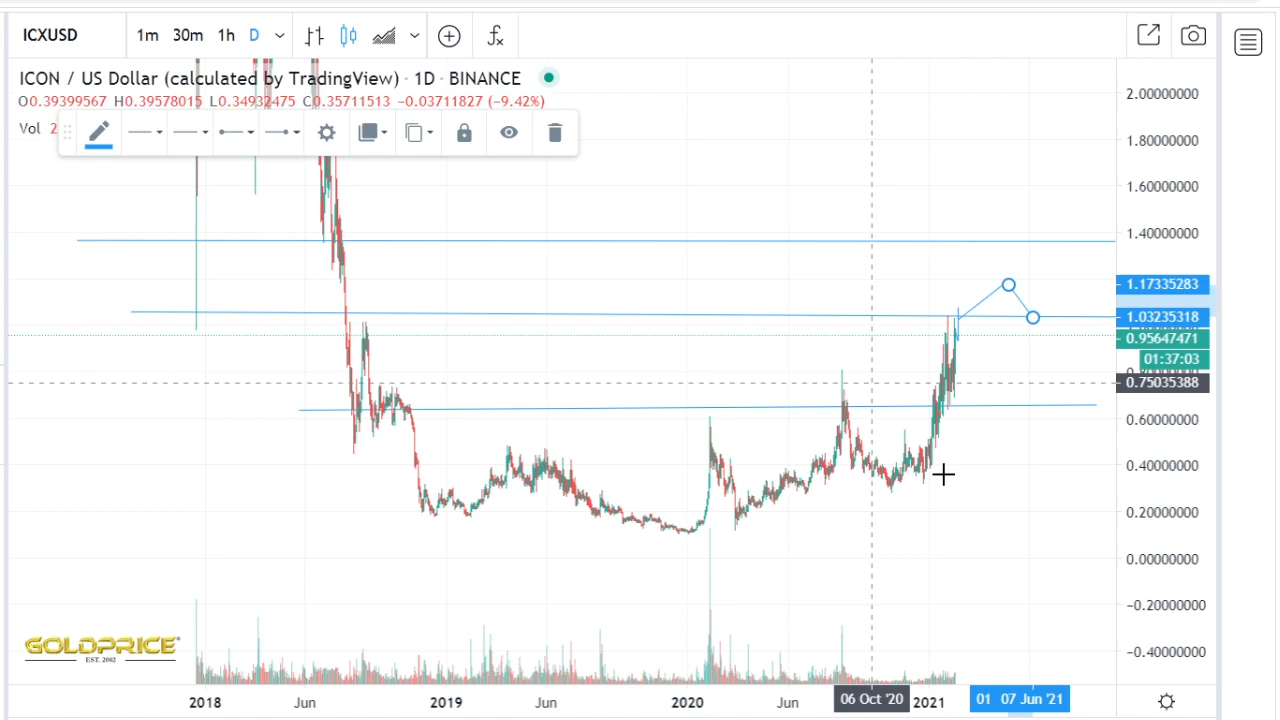 ICXUSD 1m 30m 1h D
ICON / US Dollar (calculated by TradingView) · 1D · BINANCE
O0.39399567 H0.39578015 L0.34932475 C0.35711513 −0.03711827 (−9.42%)
Vol 2
2.00000000
1.80000000
1.60000000
1.40000000
1.17335283
1.03235318
0.95647471
01:37:03
0.75035388
0.60000000
0.40000000
0.20000000
0.00000000
−0.20000000
−0.40000000
GOLDPRICE
EST. 2002
2018 Jun 2019 Jun 2020 Jun 06 Oct '20 2021 01 07 Jun '21